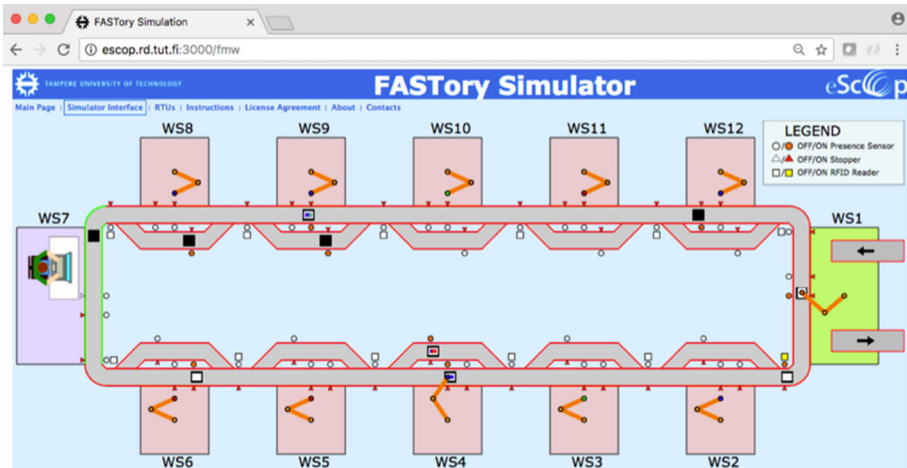 FASTory Simulation
escop.rd.tut.fi:3000/fmw
TAMPERE UNIVERSITY OF TECHNOLOGY
FASTory Simulator
eScop
Main Page | Simulator Interface | RTUs | Instructions | License Agreement | About | Contacts
WS8 WS9 WS10 WS11 WS12
LEGEND
OFF/ON Presence Sensor
OFF/ON Stopper
OFF/ON RFID Reader
WS7 WS1
WS6 WS5 WS4 WS3 WS2